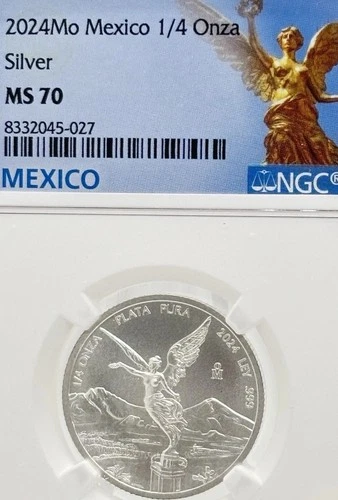 2024Mo Mexico 1/4 Onza
Silver
MS 70
8332045-027
MEXICO
NGC®
1/4 ONZA PLATA PURA 2024 LEY .999
Mo